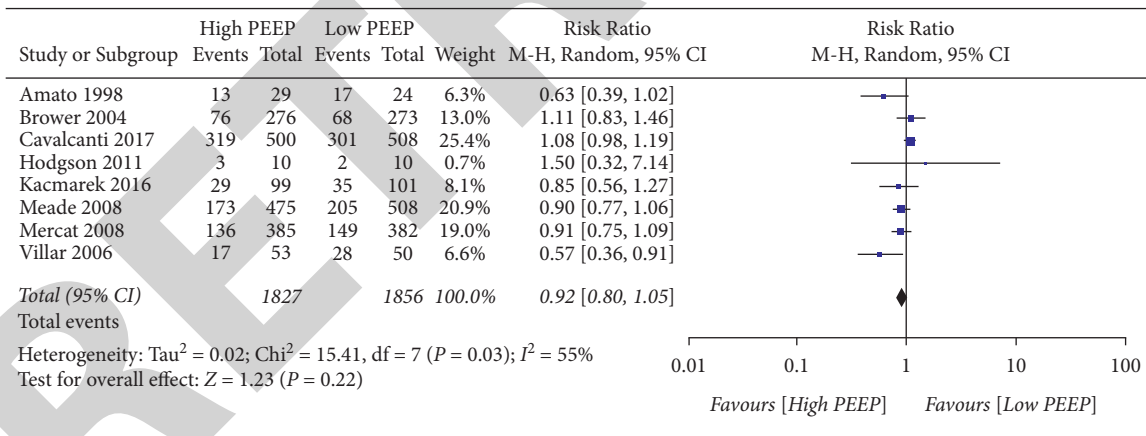 High PEEP Low PEEP Risk Ratio Risk Ratio
Study or Subgroup Events Total Events Total Weight M-H, Random, 95% CI M-H, Random, 95% CI
Amato 1998 13 29 17 24 6.3% 0.63 [0.39, 1.02]
Brower 2004 76 276 68 273 13.0% 1.11 [0.83, 1.46]
Cavalcanti 2017 319 500 301 508 25.4% 1.08 [0.98, 1.19]
Hodgson 2011 3 10 2 10 0.7% 1.50 [0.32, 7.14]
Kacmarek 2016 29 99 35 101 8.1% 0.85 [0.56, 1.27]
Meade 2008 173 475 205 508 20.9% 0.90 [0.77, 1.06]
Mercat 2008 136 385 149 382 19.0% 0.91 [0.75, 1.09]
Villar 2006 17 53 28 50 6.6% 0.57 [0.36, 0.91]
Total (95% CI) 1827 1856 100.0% 0.92 [0.80, 1.05]
Total events
Heterogeneity: Tau² = 0.02; Chi² = 15.41, df = 7 (P = 0.03); I² = 55%
Test for overall effect: Z = 1.23 (P = 0.22)
0.01 0.1 1 10 100
Favours [High PEEP] Favours [Low PEEP]
RETR